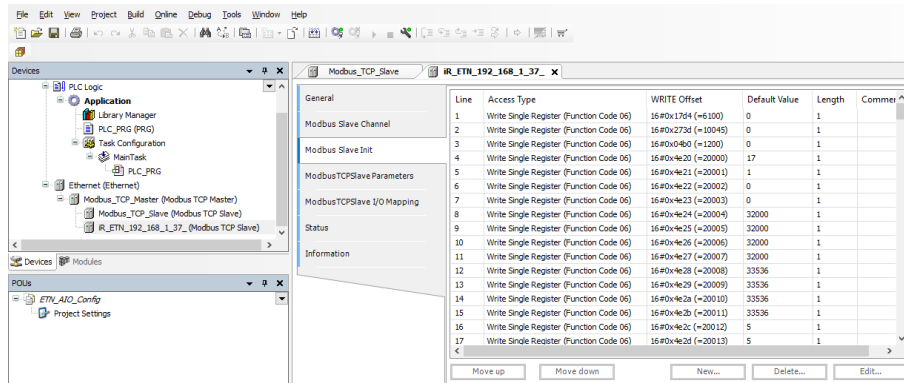 File Edit View Project Build Online Debug Tools Window Help
Devices
PLC Logic
Application
Library Manager
PLC_PRG (PRG)
Task Configuration
MainTask
PLC_PRG
Ethernet (Ethernet)
Modbus_TCP_Master (Modbus TCP Master)
Modbus_TCP_Slave (Modbus TCP Slave)
iR_ETN_192_168_1_37_ (Modbus TCP Slave)
Devices Modules
POUs
ETN_AIO_Config
Project Settings
Modbus_TCP_Slave iR_ETN_192_168_1_37_ X
General
Modbus Slave Channel
Modbus Slave Init
ModbusTCPSlave Parameters
ModbusTCPSlave I/O Mapping
Status
Information
Line Access Type WRITE Offset Default Value Length Commer
1 Write Single Register (Function Code 06) 16#0x17d4 (=6100) 0 1
2 Write Single Register (Function Code 06) 16#0x273d (=10045) 0 1
3 Write Single Register (Function Code 06) 16#0x04b0 (=1200) 0 1
4 Write Single Register (Function Code 06) 16#0x4e20 (=20000) 17 1
5 Write Single Register (Function Code 06) 16#0x4e21 (=20001) 1 1
6 Write Single Register (Function Code 06) 16#0x4e22 (=20002) 0 1
7 Write Single Register (Function Code 06) 16#0x4e23 (=20003) 0 1
8 Write Single Register (Function Code 06) 16#0x4e24 (=20004) 32000 1
9 Write Single Register (Function Code 06) 16#0x4e25 (=20005) 32000 1
10 Write Single Register (Function Code 06) 16#0x4e26 (=20006) 32000 1
11 Write Single Register (Function Code 06) 16#0x4e27 (=20007) 32000 1
12 Write Single Register (Function Code 06) 16#0x4e28 (=20008) 33536 1
13 Write Single Register (Function Code 06) 16#0x4e29 (=20009) 33536 1
14 Write Single Register (Function Code 06) 16#0x4e2a (=20010) 33536 1
15 Write Single Register (Function Code 06) 16#0x4e2b (=20011) 33536 1
16 Write Single Register (Function Code 06) 16#0x4e2c (=20012) 5 1
17 Write Single Register (Function Code 06) 16#0x4e2d (=20013) 5 1
Move up Move down New... Delete... Edit...